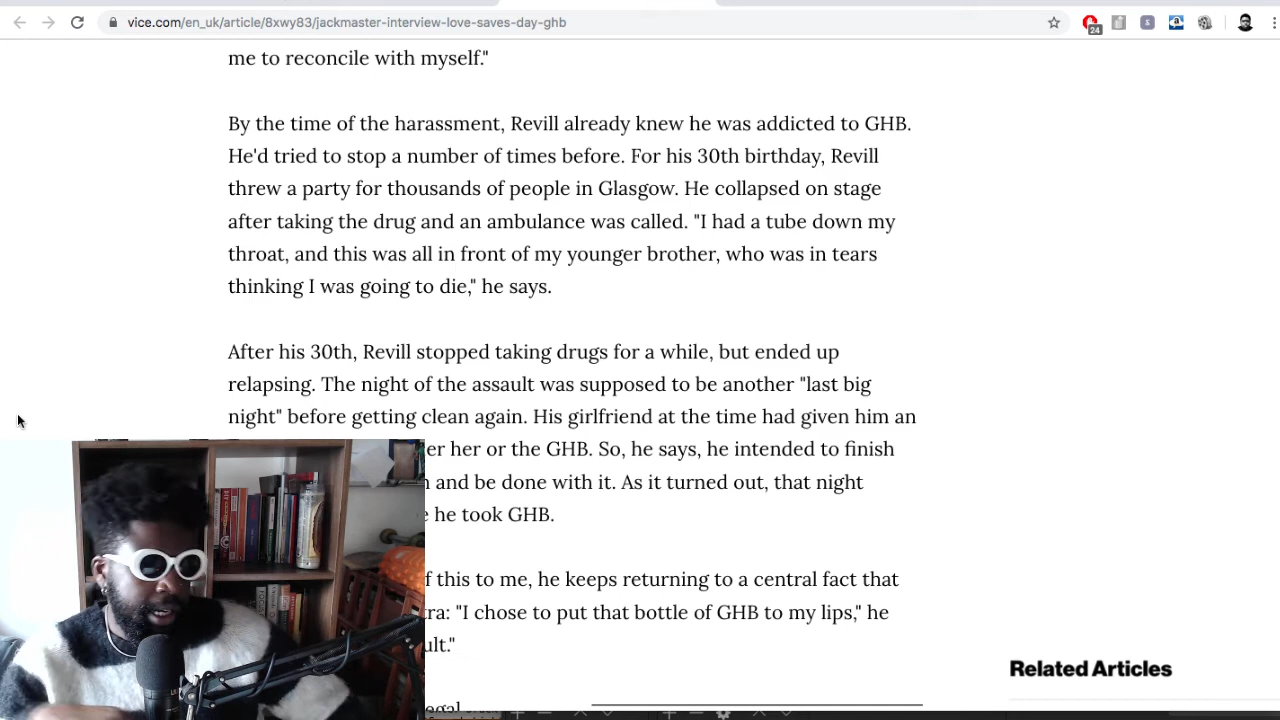 vice.com/en_uk/article/8xwy83/jackmaster-interview-love-saves-day-ghb
24
me to reconcile with myself."
By the time of the harassment, Revill already knew he was addicted to GHB.
He'd tried to stop a number of times before. For his 30th birthday, Revill
threw a party for thousands of people in Glasgow. He collapsed on stage
after taking the drug and an ambulance was called. "I had a tube down my
throat, and this was all in front of my younger brother, who was in tears
thinking I was going to die," he says.
After his 30th, Revill stopped taking drugs for a while, but ended up
relapsing. The night of the assault was supposed to be another "last big
night" before getting clean again. His girlfriend at the time had given him an
er her or the GHB. So, he says, he intended to finish
and be done with it. As it turned out, that night
e he took GHB.
f this to me, he keeps returning to a central fact that
tra: "I chose to put that bottle of GHB to my lips," he
ult."
Related Articles
egal